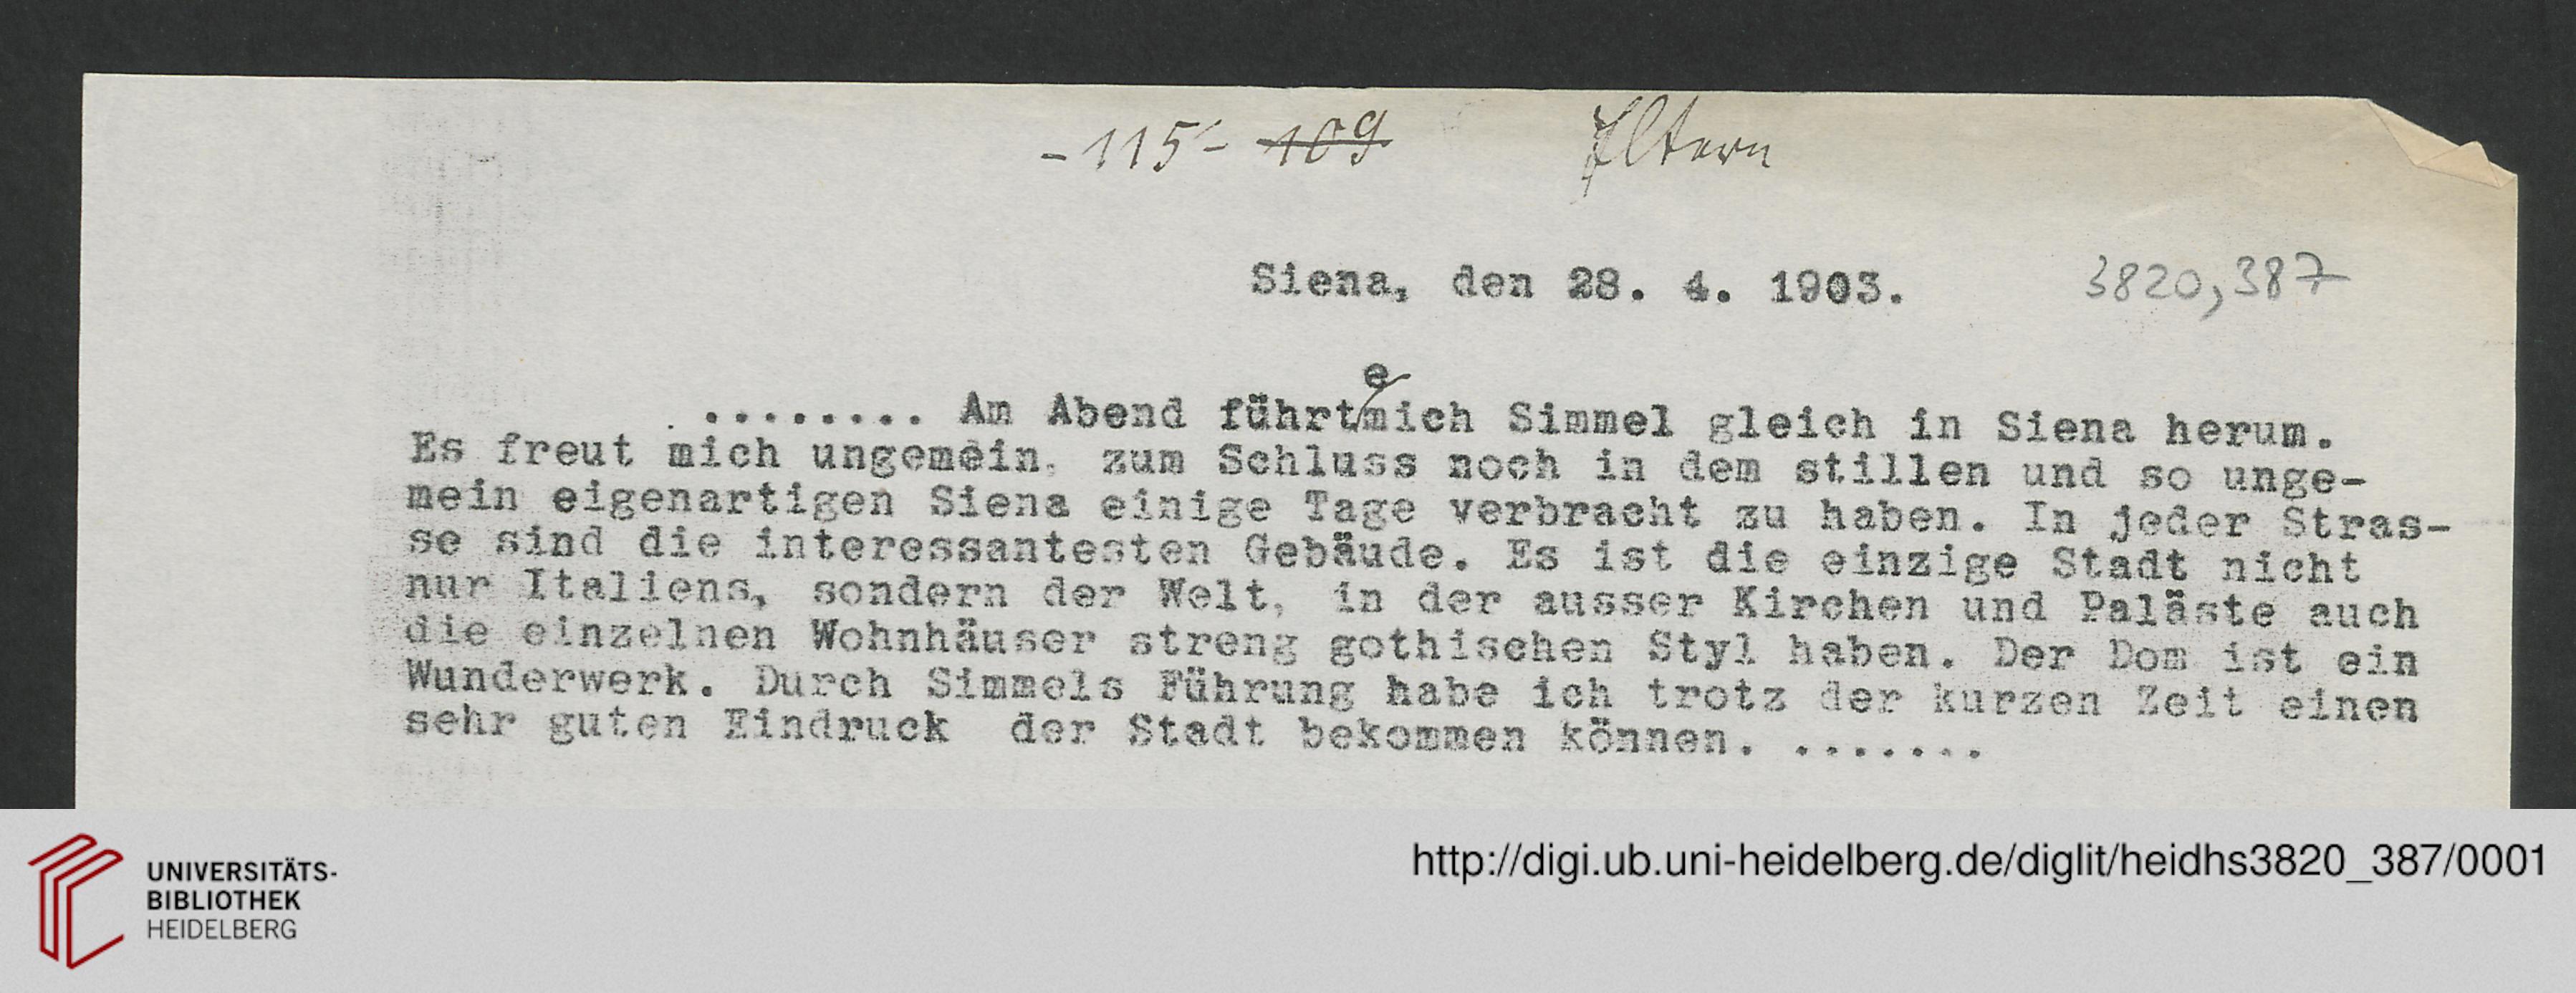 - 115 - 109 Eltern
Siena, den 28. 4. 1903. 3820,387
e
........ Am Abend führt mich Simmel gleich in Siena herum.
Es freut mich ungemein, zum Schluss noch in dem stillen und so unge-
mein eigenartigen Siena einige Tage verbracht zu haben. In jeder Stras-
se sind die interessantesten Gebäude. Es ist die einzige Stadt nicht
nur Italiens, sondern der Welt, in der ausser Kirchen und Paläste auch
die einzelnen Wohnhäuser streng gothischen Styl haben. Der Dom ist ein
Wunderwerk. Durch Simmels Führung habe ich trotz der kurzen Zeit einen
sehr guten Eindruck der Stadt bekommen können. .......
UNIVERSITÄTS-
BIBLIOTHEK
HEIDELBERG
http://digi.ub.uni-heidelberg.de/diglit/heidhs3820_387/0001